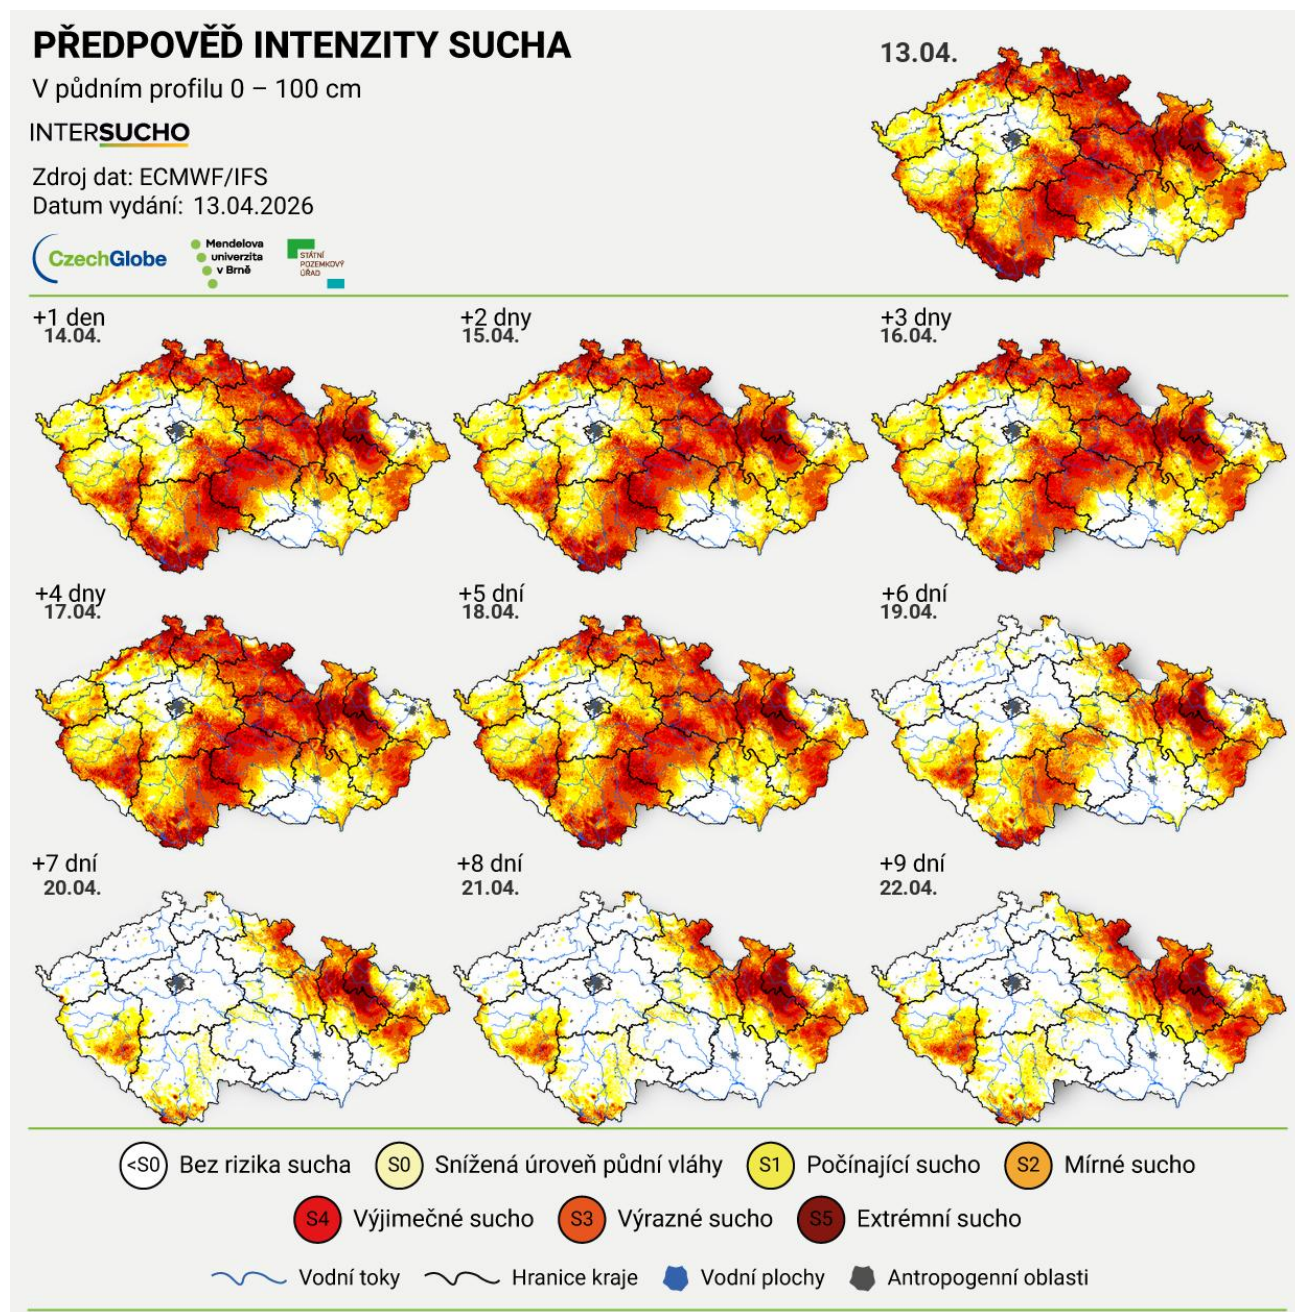 PŘEDPOVĚĎ INTENZITY SUCHA
V půdním profilu 0 – 100 cm
INTERSUCHO
Zdroj dat: ECMWF/IFS
Datum vydání: 13.04.2026
CzechGlobe
Mendelova
univerzita
v Brně
STÁTNÍ
POZEMKOVÝ
ÚŘAD
13.04.
+1 den
14.04.
+2 dny
15.04.
+3 dny
16.04.
+4 dny
17.04.
+5 dní
18.04.
+6 dní
19.04.
+7 dní
20.04.
+8 dní
21.04.
+9 dní
22.04.
<S0 Bez rizika sucha S0 Snížená úroveň půdní vláhy S1 Počínající sucho S2 Mírné sucho
S4 Výjimečné sucho S3 Výrazné sucho S5 Extrémní sucho
Vodní toky Hranice kraje Vodní plochy Antropogenní oblasti